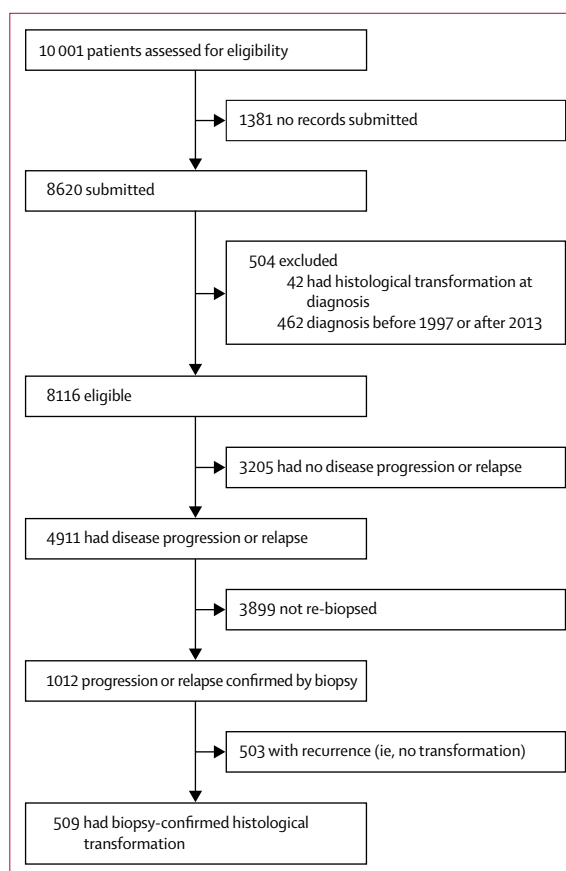 10 001 patients assessed for eligibility
1381 no records submitted
8620 submitted
504 excluded
42 had histological transformation at
diagnosis
462 diagnosis before 1997 or after 2013
8116 eligible
3205 had no disease progression or relapse
4911 had disease progression or relapse
3899 not re-biopsed
1012 progression or relapse confirmed by biopsy
503 with recurrence (ie, no transformation)
509 had biopsy-confirmed histological
transformation